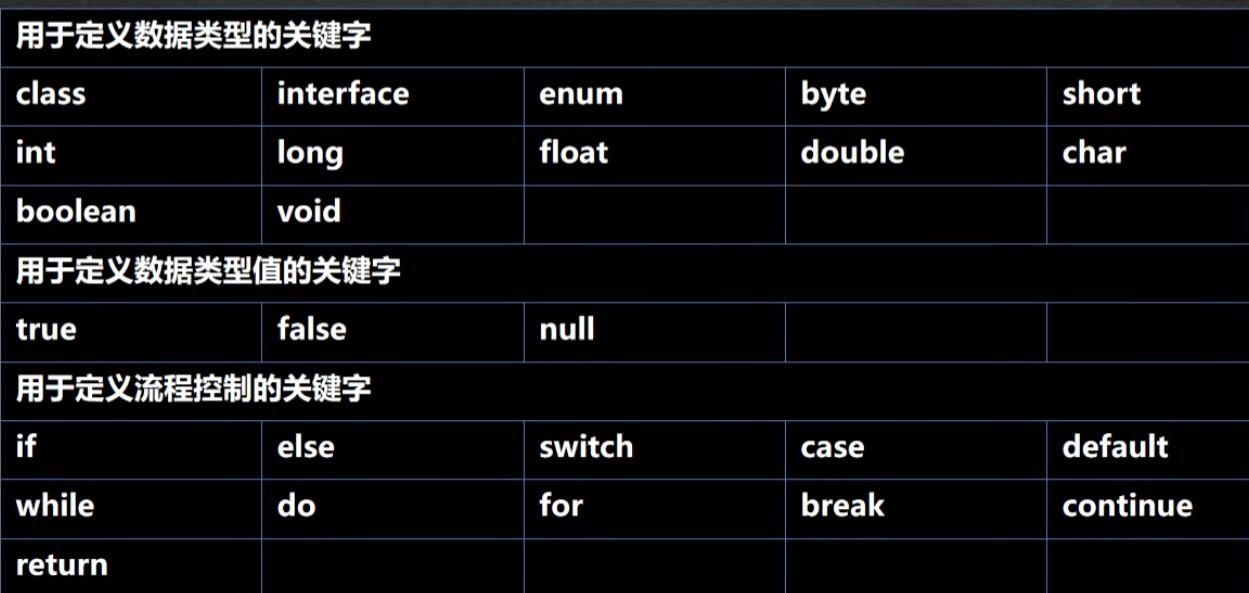 用于定义数据类型的关键字
class interface enum byte short
int long float double char
boolean void
用于定义数据类型值的关键字
true false null
用于定义流程控制的关键字
if else switch case default
while do for break continue
return